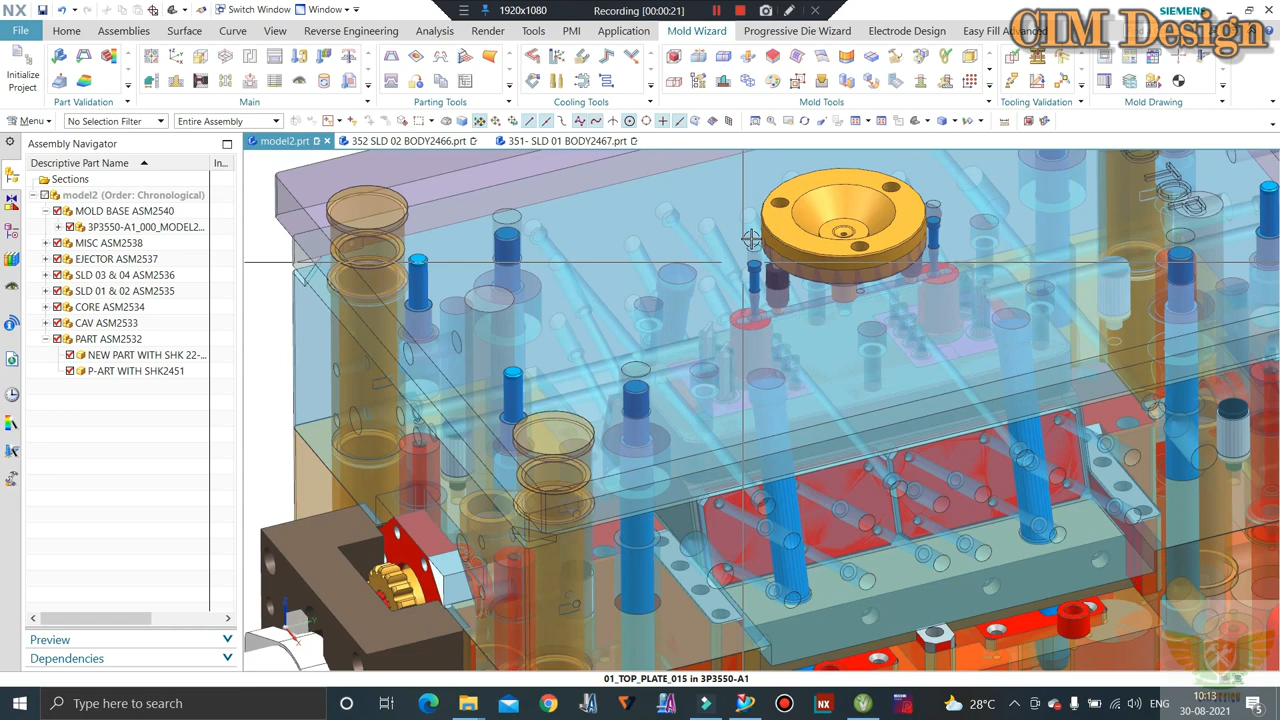 NX
Switch Window
Window
1920x1080
Recording [00:00:21]
SIEMENS
CIM Design
File
Home
Assemblies
Surface
Curve
View
Reverse Engineering
Analysis
Render
Tools
PMI
Application
Mold Wizard
Progressive Die Wizard
Electrode Design
Easy Fill Advanced
Initialize
Project
Part Validation
Main
Parting Tools
Cooling Tools
Mold Tools
Tooling Validation
Mold Drawing
Menu
No Selection Filter
Entire Assembly
Assembly Navigator
model2.prt
352 SLD 02 BODY2466.prt
351- SLD 01 BODY2467.prt
Descriptive Part Name
In...
Sections
model2 (Order: Chronological)
MOLD BASE ASM2540
3P3550-A1_000_MODEL2...
MISC ASM2538
EJECTOR ASM2537
SLD 03 & 04 ASM2536
SLD 01 & 02 ASM2535
CORE ASM2534
CAV ASM2533
PART ASM2532
NEW PART WITH SHK 22-...
P-ART WITH SHK2451
TOP
Preview
Dependencies
01_TOP_PLATE_015 in 3P3550-A1
Type here to search
NX
28°C
10:13
30-08-2021
5